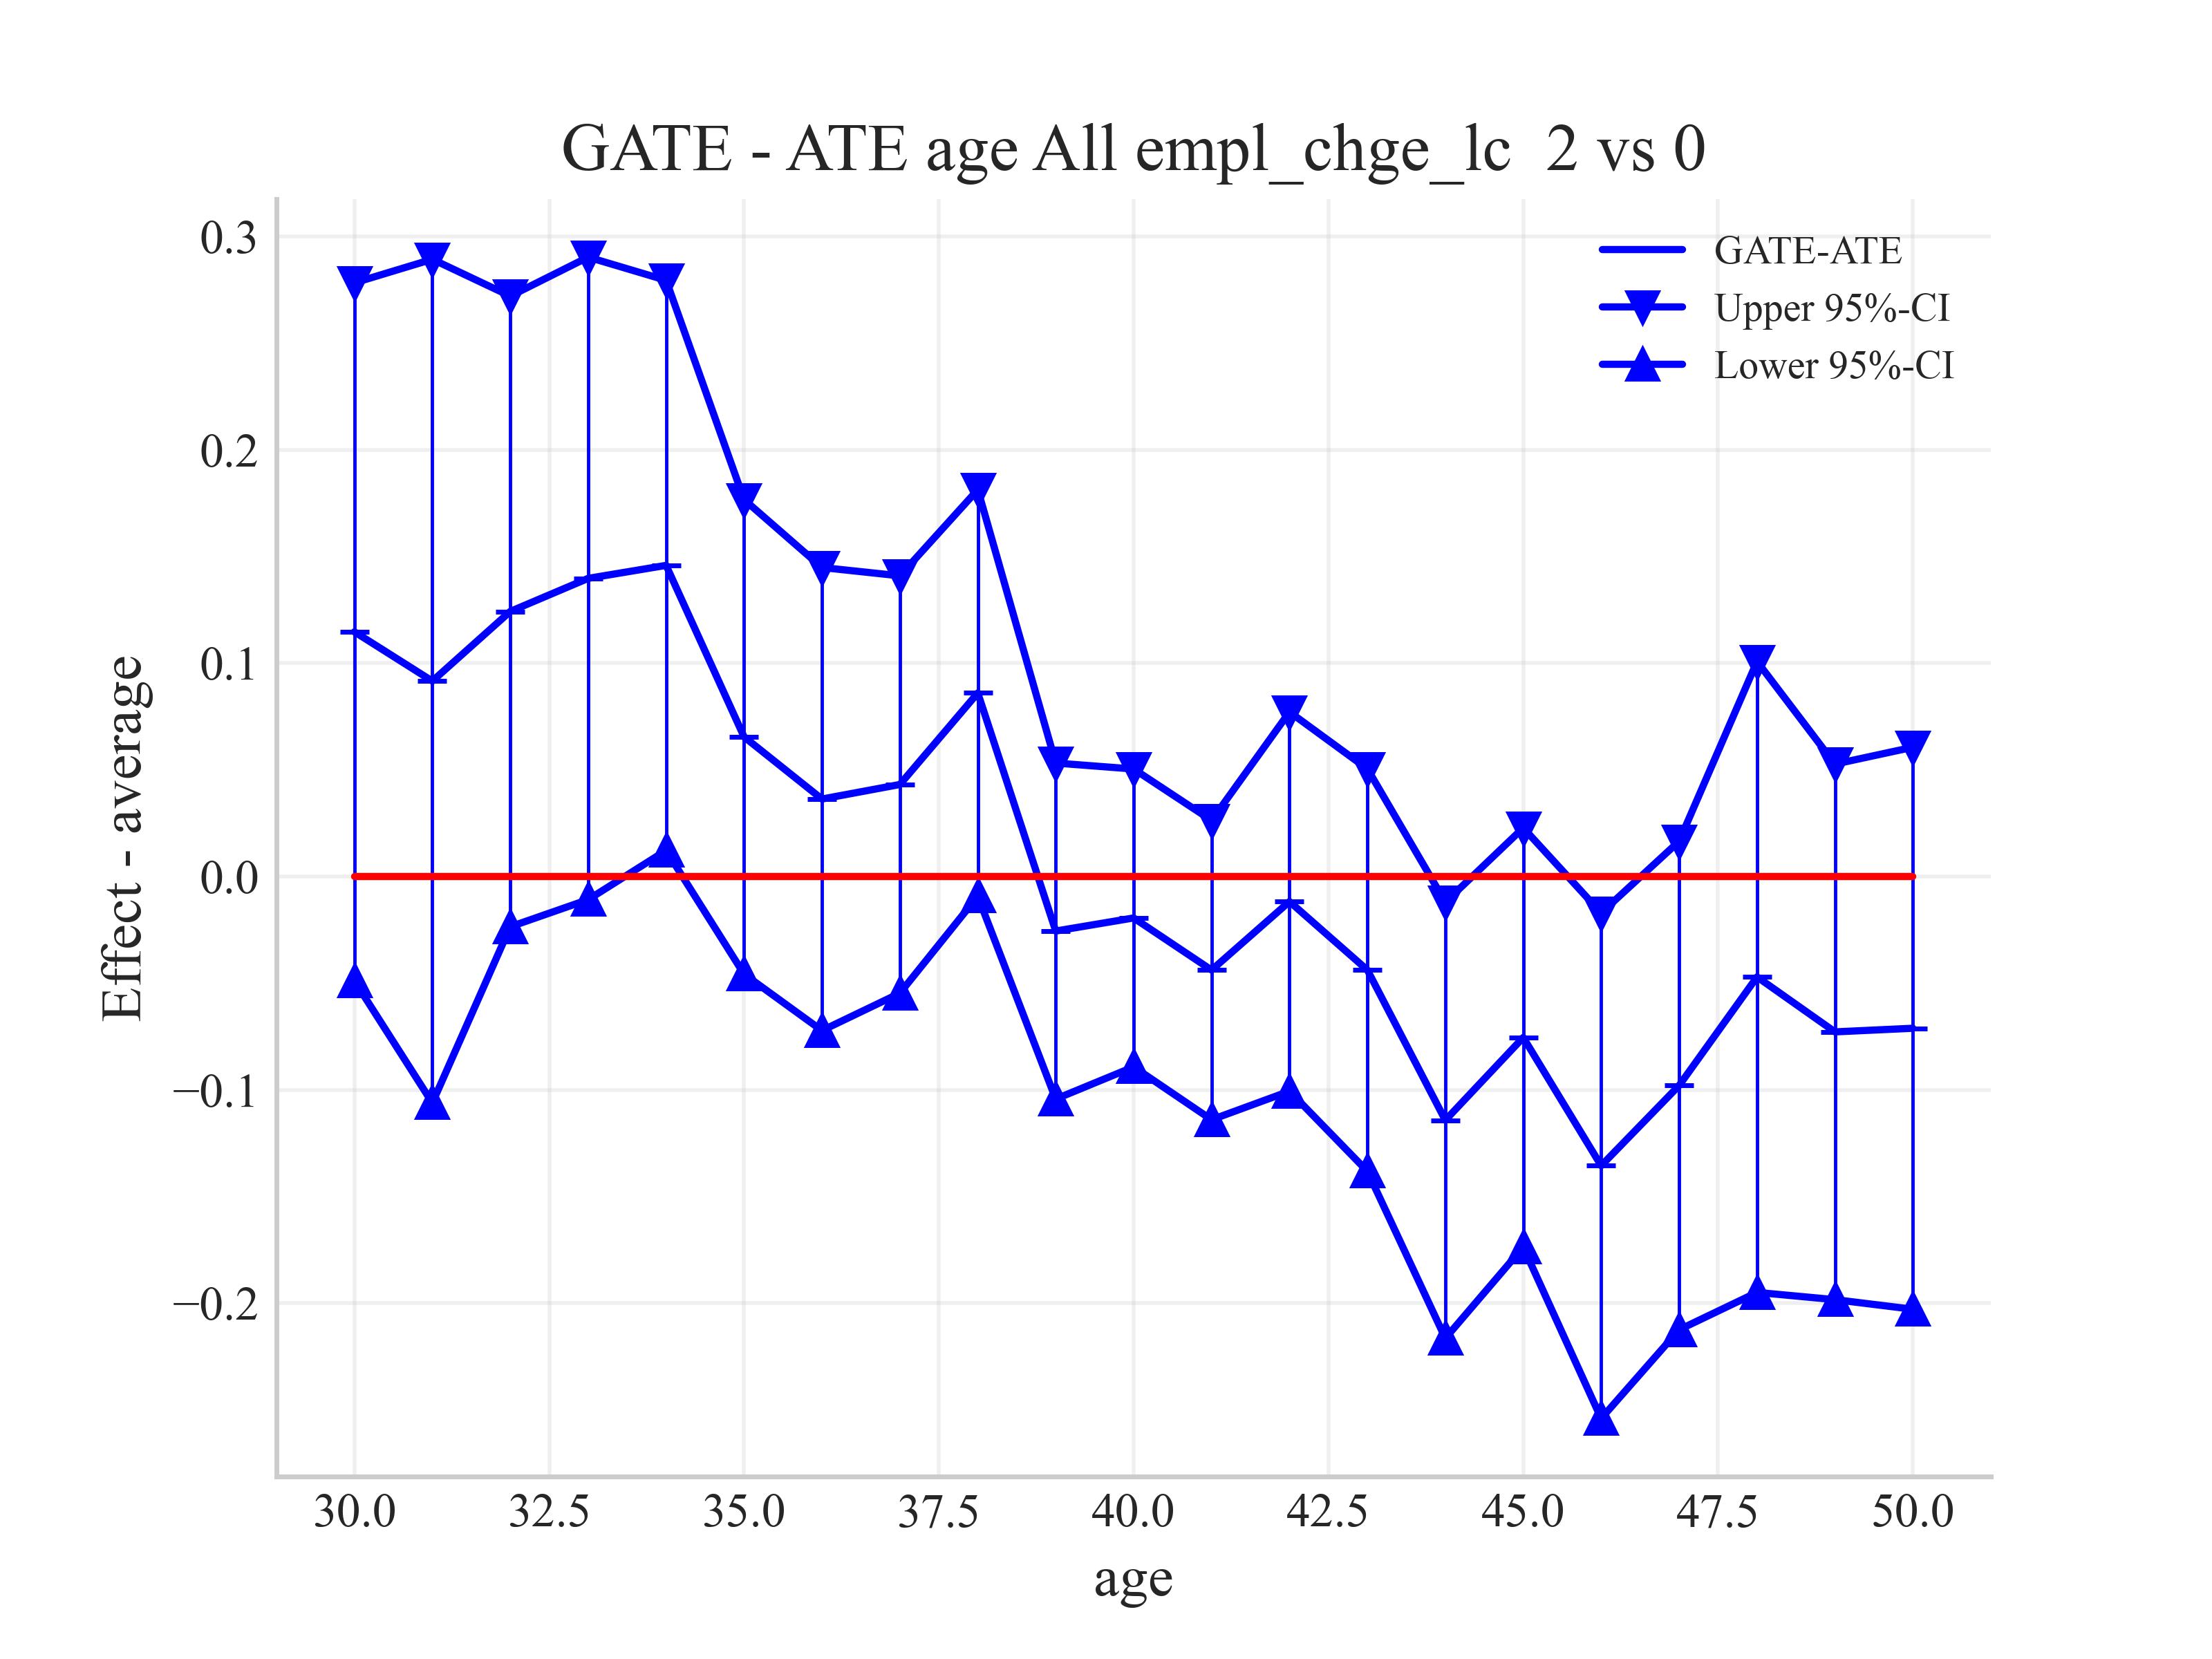 GATE - ATE age All empl_chge_lc 2 vs 0
GATE-ATE
Upper 95%-CI
Lower 95%-CI
Effect - average
0.3
0.2
0.1
0.0
−0.1
−0.2
30.0 32.5 35.0 37.5 40.0 42.5 45.0 47.5 50.0
age